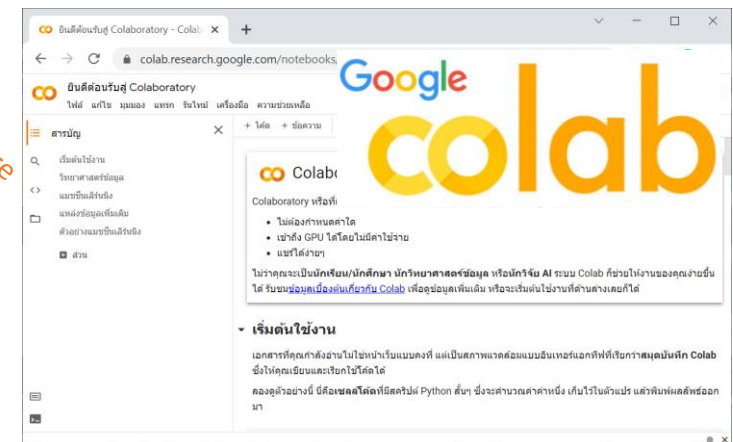 ยินดีต้อนรับสู่ Colaboratory - Colab
colab.research.google.com/notebooks
Google
colab
ยินดีต้อนรับสู่ Colaboratory
ไฟล์ แก้ไข มุมมอง แทรก รันไทม์ เครื่องมือ ความช่วยเหลือ
สารบัญ
+ โค้ด + ข้อความ
เริ่มต้นใช้งาน
วิทยาศาสตร์ข้อมูล
แมชชีนเลิร์นนิง
แหล่งข้อมูลเพิ่มเติม
ตัวอย่างแมชชีนเลิร์นนิง
ส่วน
Colabo
Colaboratory หรือที่
• ไม่ต้องกำหนดค่าใด
• เข้าถึง GPU ได้โดยไม่มีค่าใช้จ่าย
• แชร์ได้ง่ายๆ
ไม่ว่าคุณจะเป็นนักเรียน/นักศึกษา นักวิทยาศาสตร์ข้อมูล หรือนักวิจัย AI ระบบ Colab ก็ช่วยให้งานของคุณง่ายขึ้น
ได้ รับชมข้อมูลเบื้องต้นเกี่ยวกับ Colab เพื่อดูข้อมูลเพิ่มเติม หรือจะเริ่มต้นใช้งานที่ด้านล่างเลยก็ได้
เริ่มต้นใช้งาน
เอกสารที่คุณกำลังอ่านไม่ใช่หน้าเว็บแบบคงที่ แต่เป็นสภาพแวดล้อมแบบอินเทอร์แอกทีฟที่เรียกว่าสมุดบันทึก Colab
ซึ่งให้คุณเขียนและเรียกใช้โค้ดได้
ลองดูตัวอย่างนี้ นี่คือเซลล์โค้ดที่มีสคริปต์ Python สั้นๆ ซึ่งจะคำนวณค่าค่าหนึ่ง เก็บไว้ในตัวแปร แล้วพิมพ์ผลลัพธ์ออก
มา